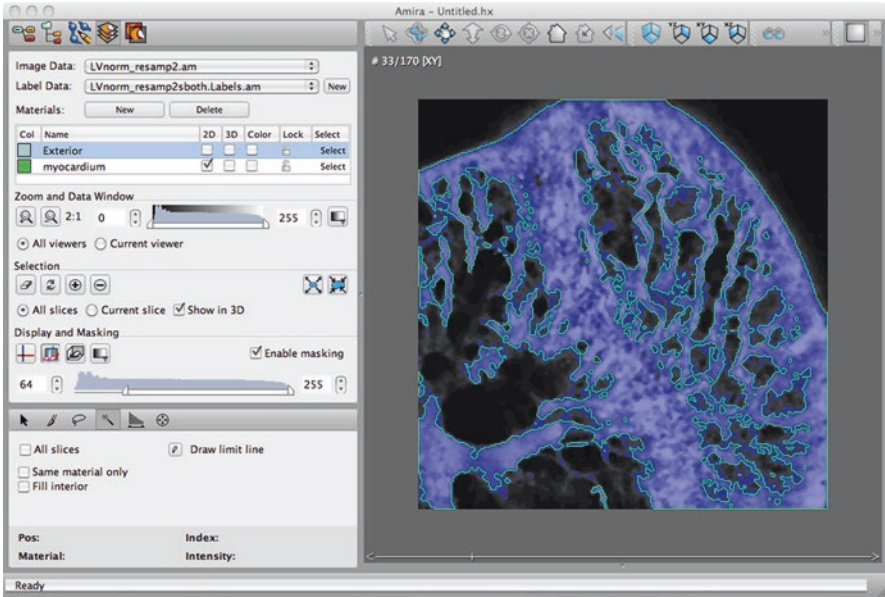 Amira - Untitled.hx
YZ XY XZ
Image Data: LVnorm_resamp2.am
Label Data: LVnorm_resamp2sboth.Labels.am New
Materials: New Delete
Col Name 2D 3D Color Lock Select
Exterior Select
myocardium Select
Zoom and Data Window
2:1 0 255
All viewers Current viewer
Selection
All slices Current slice Show in 3D
Display and Masking
Enable masking
64 255
All slices Draw limit line
Same material only
Fill interior
Pos: Index:
Material: Intensity:
Ready
# 33/170 [XY]